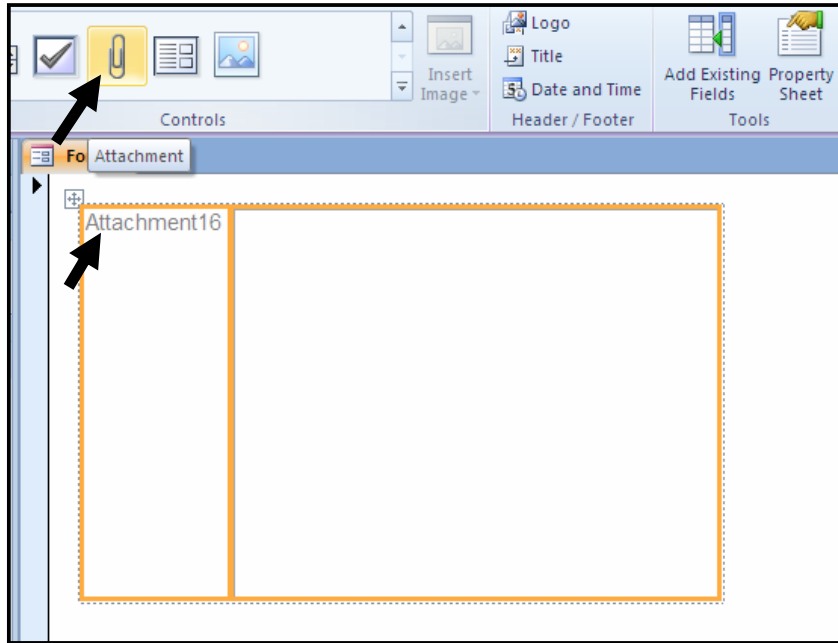 Logo
Title
Insert
Image
Date and Time
Add Existing
Fields
Property
Sheet
Controls
Header / Footer
Tools
Fo
Attachment
Attachment16